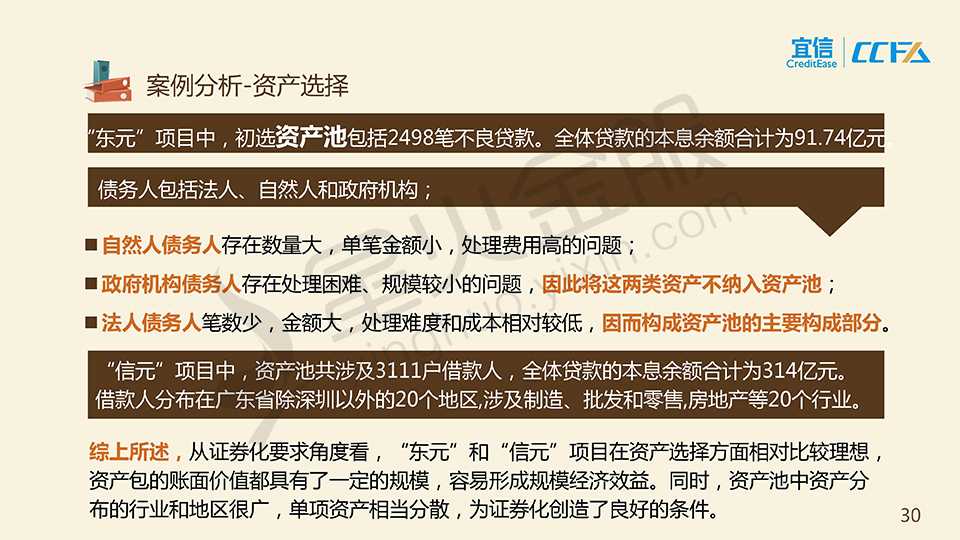 宜信
CreditEase
CCFA
案例分析-资产选择
“东元”项目中，初选资产池包括2498笔不良贷款。全体贷款的本息余额合计为91.74亿元。
债务人包括法人、自然人和政府机构；
自然人债务人存在数量大，单笔金额小，处理费用高的问题；
政府机构债务人存在处理困难、规模较小的问题，因此将这两类资产不纳入资产池；
法人债务人笔数少，金额大，处理难度和成本相对较低，因而构成资产池的主要构成部分。
“信元”项目中，资产池共涉及3111户借款人，全体贷款的本息余额合计为314亿元。
借款人分布在广东省除深圳以外的20个地区,涉及制造、批发和零售,房地产等20个行业。
综上所述，从证券化要求角度看，“东元”和“信元”项目在资产选择方面相对比较理想，
资产包的账面价值都具有了一定的规模，容易形成规模经济效益。同时，资产池中资产分
布的行业和地区很广，单项资产相当分散，为证券化创造了良好的条件。
30